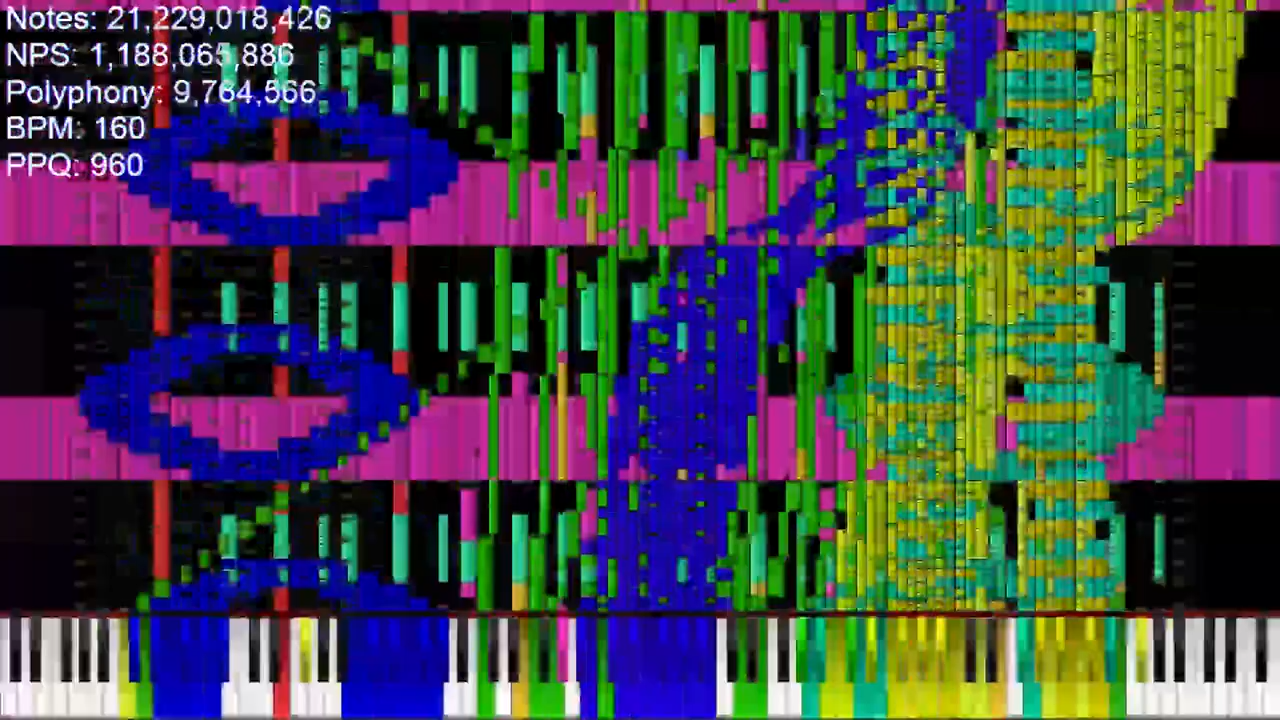 Notes: 21,229,018,426
NPS: 1,188,065,886
Polyphony: 9,764,566
BPM: 160
PPQ: 960